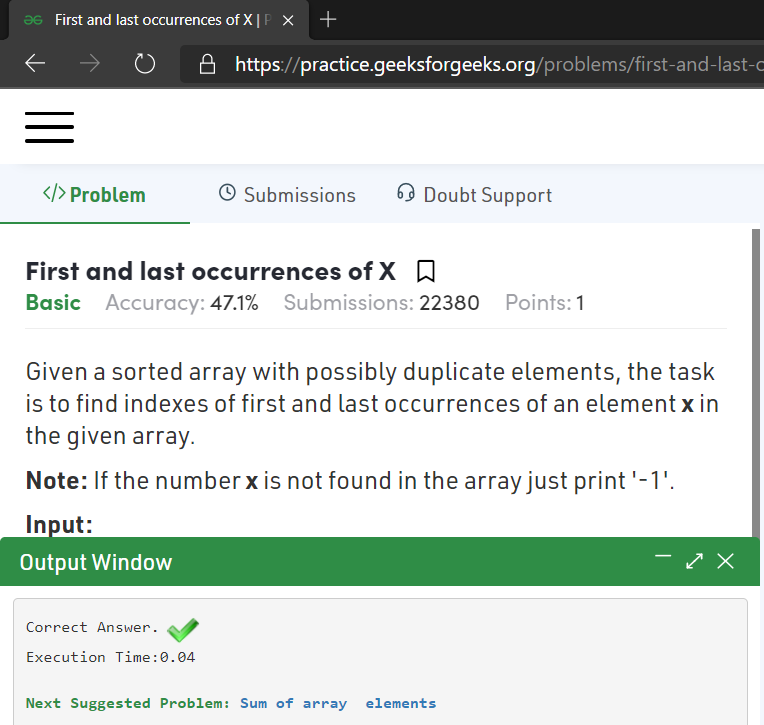 First and last occurrences of X | P
https://practice.geeksforgeeks.org/problems/first-and-last-o
</> Problem Submissions Doubt Support
First and last occurrences of X
Basic Accuracy: 47.1% Submissions: 22380 Points: 1
Given a sorted array with possibly duplicate elements, the task
is to find indexes of first and last occurrences of an element x in
the given array.
Note: If the number x is not found in the array just print '-1'.
Input:
Output Window
Correct Answer.
Execution Time:0.04
Next Suggested Problem: Sum of array elements